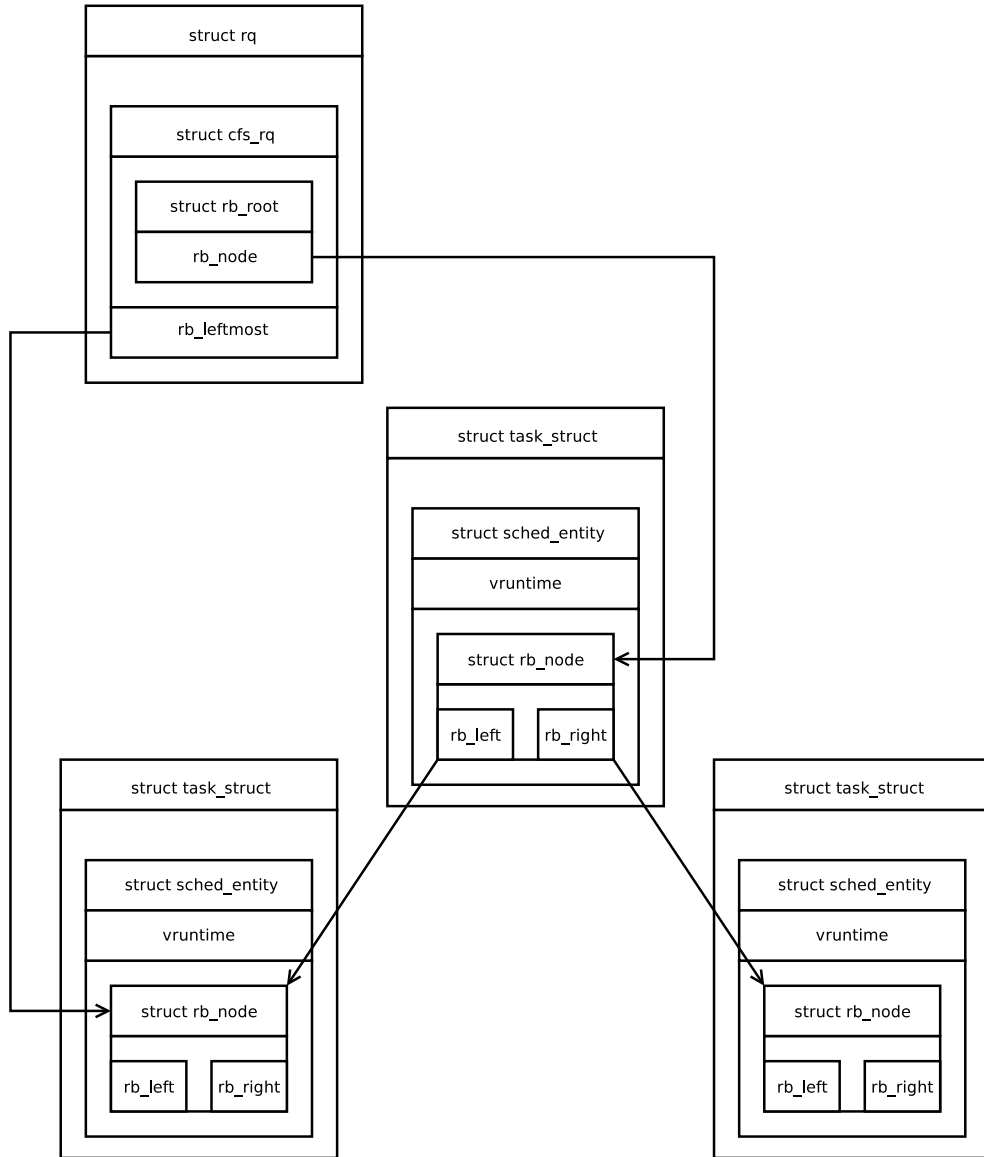 struct rq
struct cfs_rq
struct rb_root
rb_node
rb_leftmost
struct task_struct
struct sched_entity
vruntime
struct rb_node
rb_left
rb_right
struct task_struct
struct sched_entity
vruntime
struct rb_node
rb_left
rb_right
struct task_struct
struct sched_entity
vruntime
struct rb_node
rb_left
rb_right